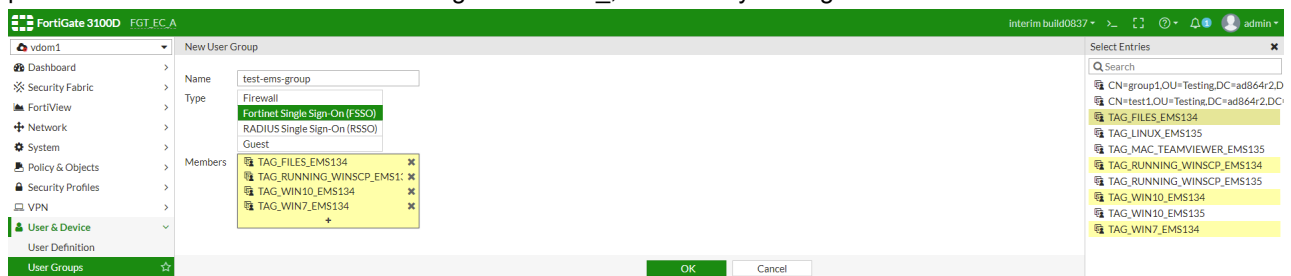 FortiGate 3100D FGT_EC_A
interim build0837
admin
vdom1
Dashboard
Security Fabric
FortiView
Network
System
Policy & Objects
Security Profiles
VPN
User & Device
User Definition
User Groups
New User Group
Name test-ems-group
Type Firewall
Fortinet Single Sign-On (FSSO)
RADIUS Single Sign-On (RSSO)
Guest
Members TAG_FILES_EMS134
TAG_RUNNING_WINSCP_EMS1
TAG_WIN10_EMS134
TAG_WIN7_EMS134
+
OK Cancel
Select Entries
Search
CN=group1,OU=Testing,DC=ad864r2,D
CN=test1,OU=Testing,DC=ad864r2,DC
TAG_FILES_EMS134
TAG_LINUX_EMS135
TAG_MAC_TEAMVIEWER_EMS135
TAG_RUNNING_WINSCP_EMS134
TAG_RUNNING_WINSCP_EMS135
TAG_WIN10_EMS134
TAG_WIN10_EMS135
TAG_WIN7_EMS134